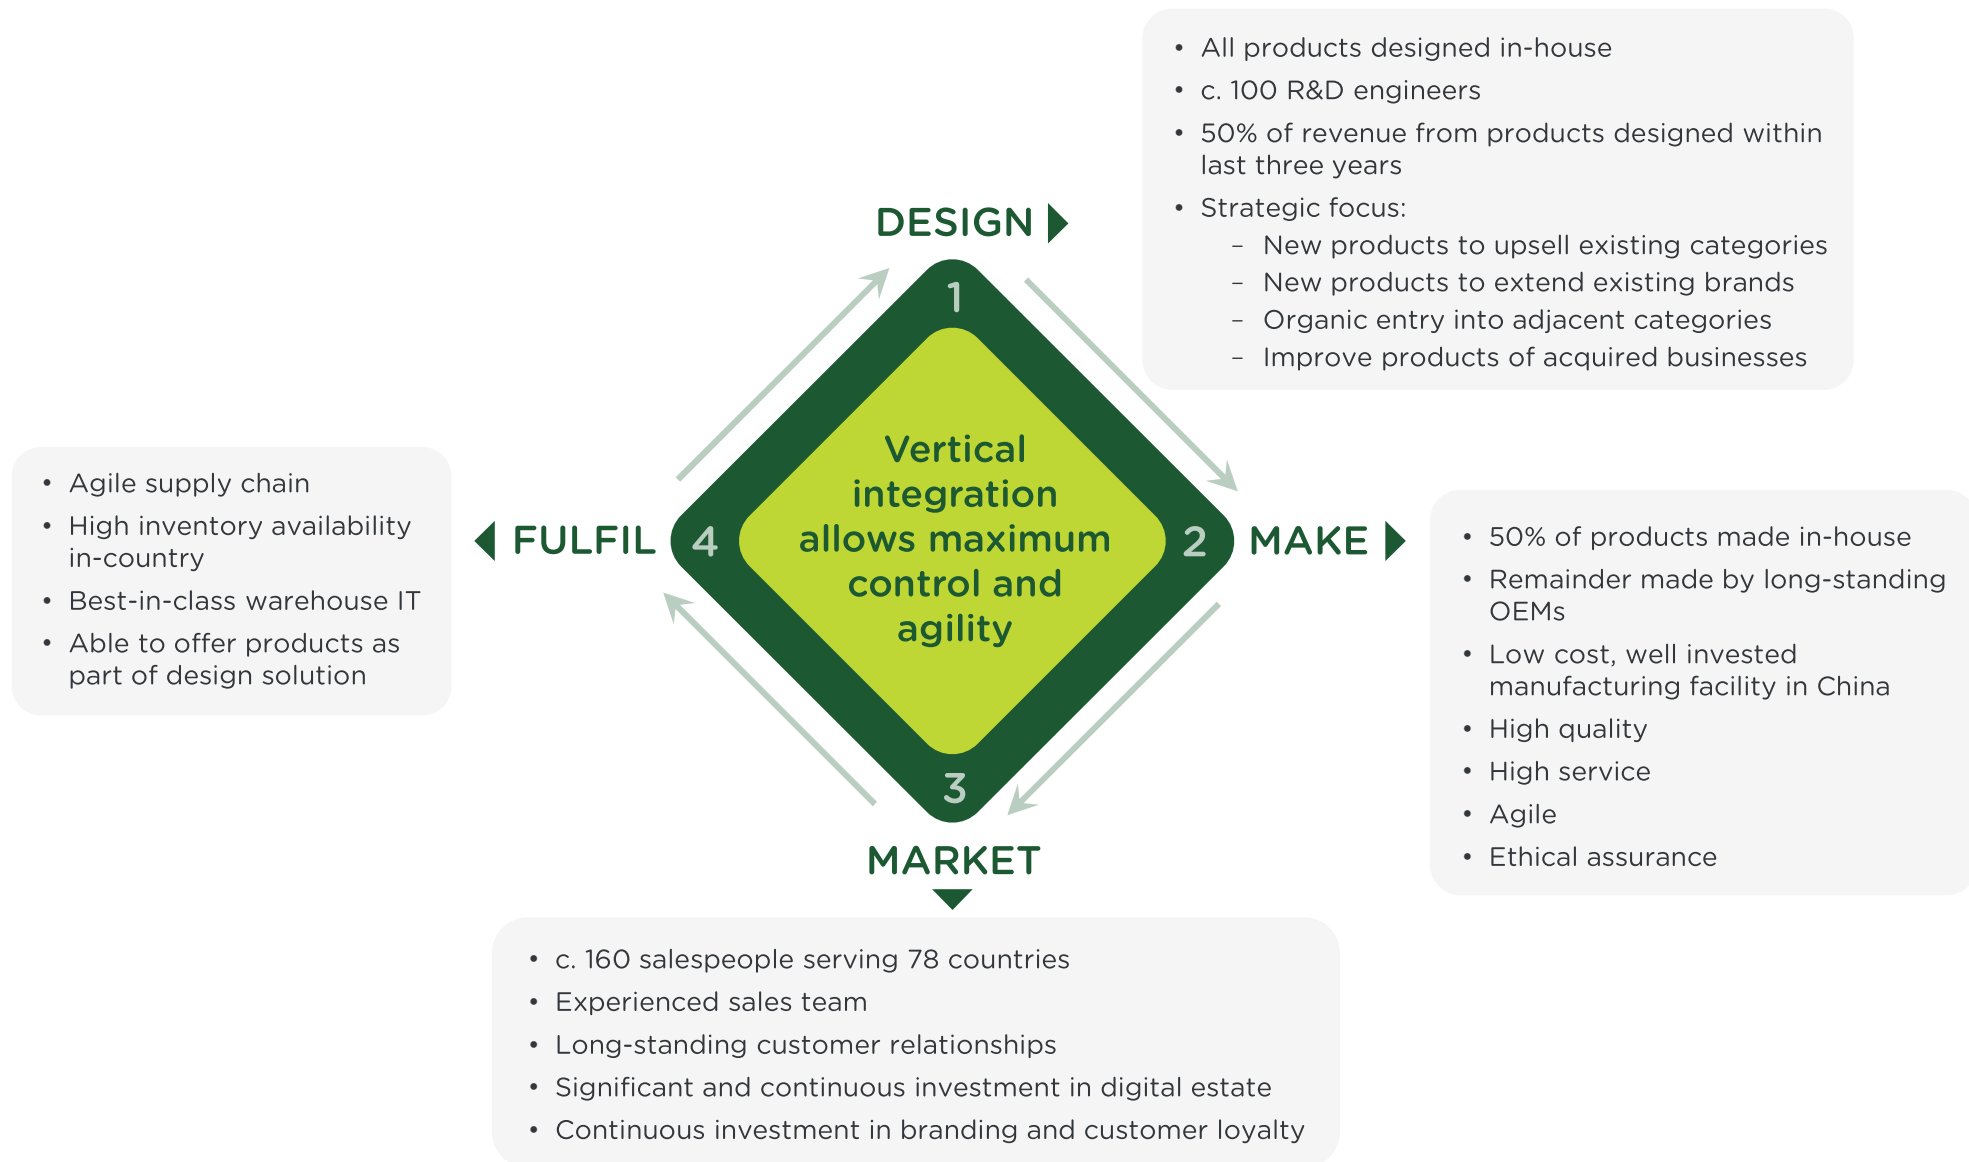 DESIGN
• All products designed in-house
• c. 100 R&D engineers
• 50% of revenue from products designed within
last three years
• Strategic focus:
– New products to upsell existing categories
– New products to extend existing brands
– Organic entry into adjacent categories
– Improve products of acquired businesses
1
Vertical
integration
allows maximum
control and
agility
2
MAKE
• 50% of products made in-house
• Remainder made by long-standing
OEMs
• Low cost, well invested
manufacturing facility in China
• High quality
• High service
• Agile
• Ethical assurance
3
MARKET
• c. 160 salespeople serving 78 countries
• Experienced sales team
• Long-standing customer relationships
• Significant and continuous investment in digital estate
• Continuous investment in branding and customer loyalty
4
FULFIL
• Agile supply chain
• High inventory availability
in-country
• Best-in-class warehouse IT
• Able to offer products as
part of design solution